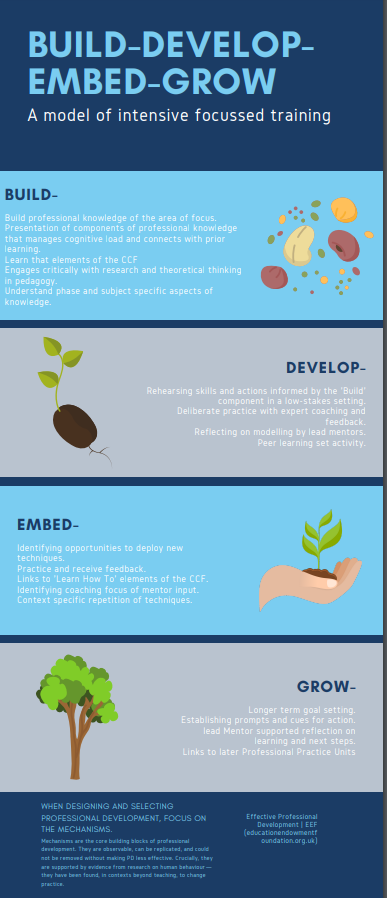 BUILD-DEVELOP-
EMBED-GROW
A model of intensive focussed training
BUILD-
Build professional knowledge of the area of focus.
Presentation of components of professional knowledge
that manages cognitive load and connects with prior
learning.
Learn that elements of the CCF
Engages critically with research and theoretical thinking
in pedagogy.
Understand phase and subject specific aspects of
knowledge.
DEVELOP-
Rehearsing skills and actions informed by the 'Build'
component in a low-stakes setting.
Deliberate practice with expert coaching and
feedback.
Reflecting on modelling by lead mentors.
Peer learning set activity.
EMBED-
Identifying opportunities to deploy new
techniques.
Practice and receive feedback.
Links to 'Learn How To' elements of the CCF.
Identifying coaching focus of mentor input.
Context specific repetition of techniques.
GROW-
Longer term goal setting.
Establishing prompts and cues for action.
lead Mentor supported reflection on
learning and next steps.
Links to later Professional Practice Units
WHEN DESIGNING AND SELECTING
PROFESSIONAL DEVELOPMENT, FOCUS ON
THE MECHANISMS.
Mechanisms are the core building blocks of professional
development. They are observable, can be replicated, and could
not be removed without making PD less effective. Crucially, they
are supported by evidence from research on human behaviour —
they have been found, in contexts beyond teaching, to change
practice.
Effective Professional
Development | EEF
(educationendowmentf
oundation.org.uk)